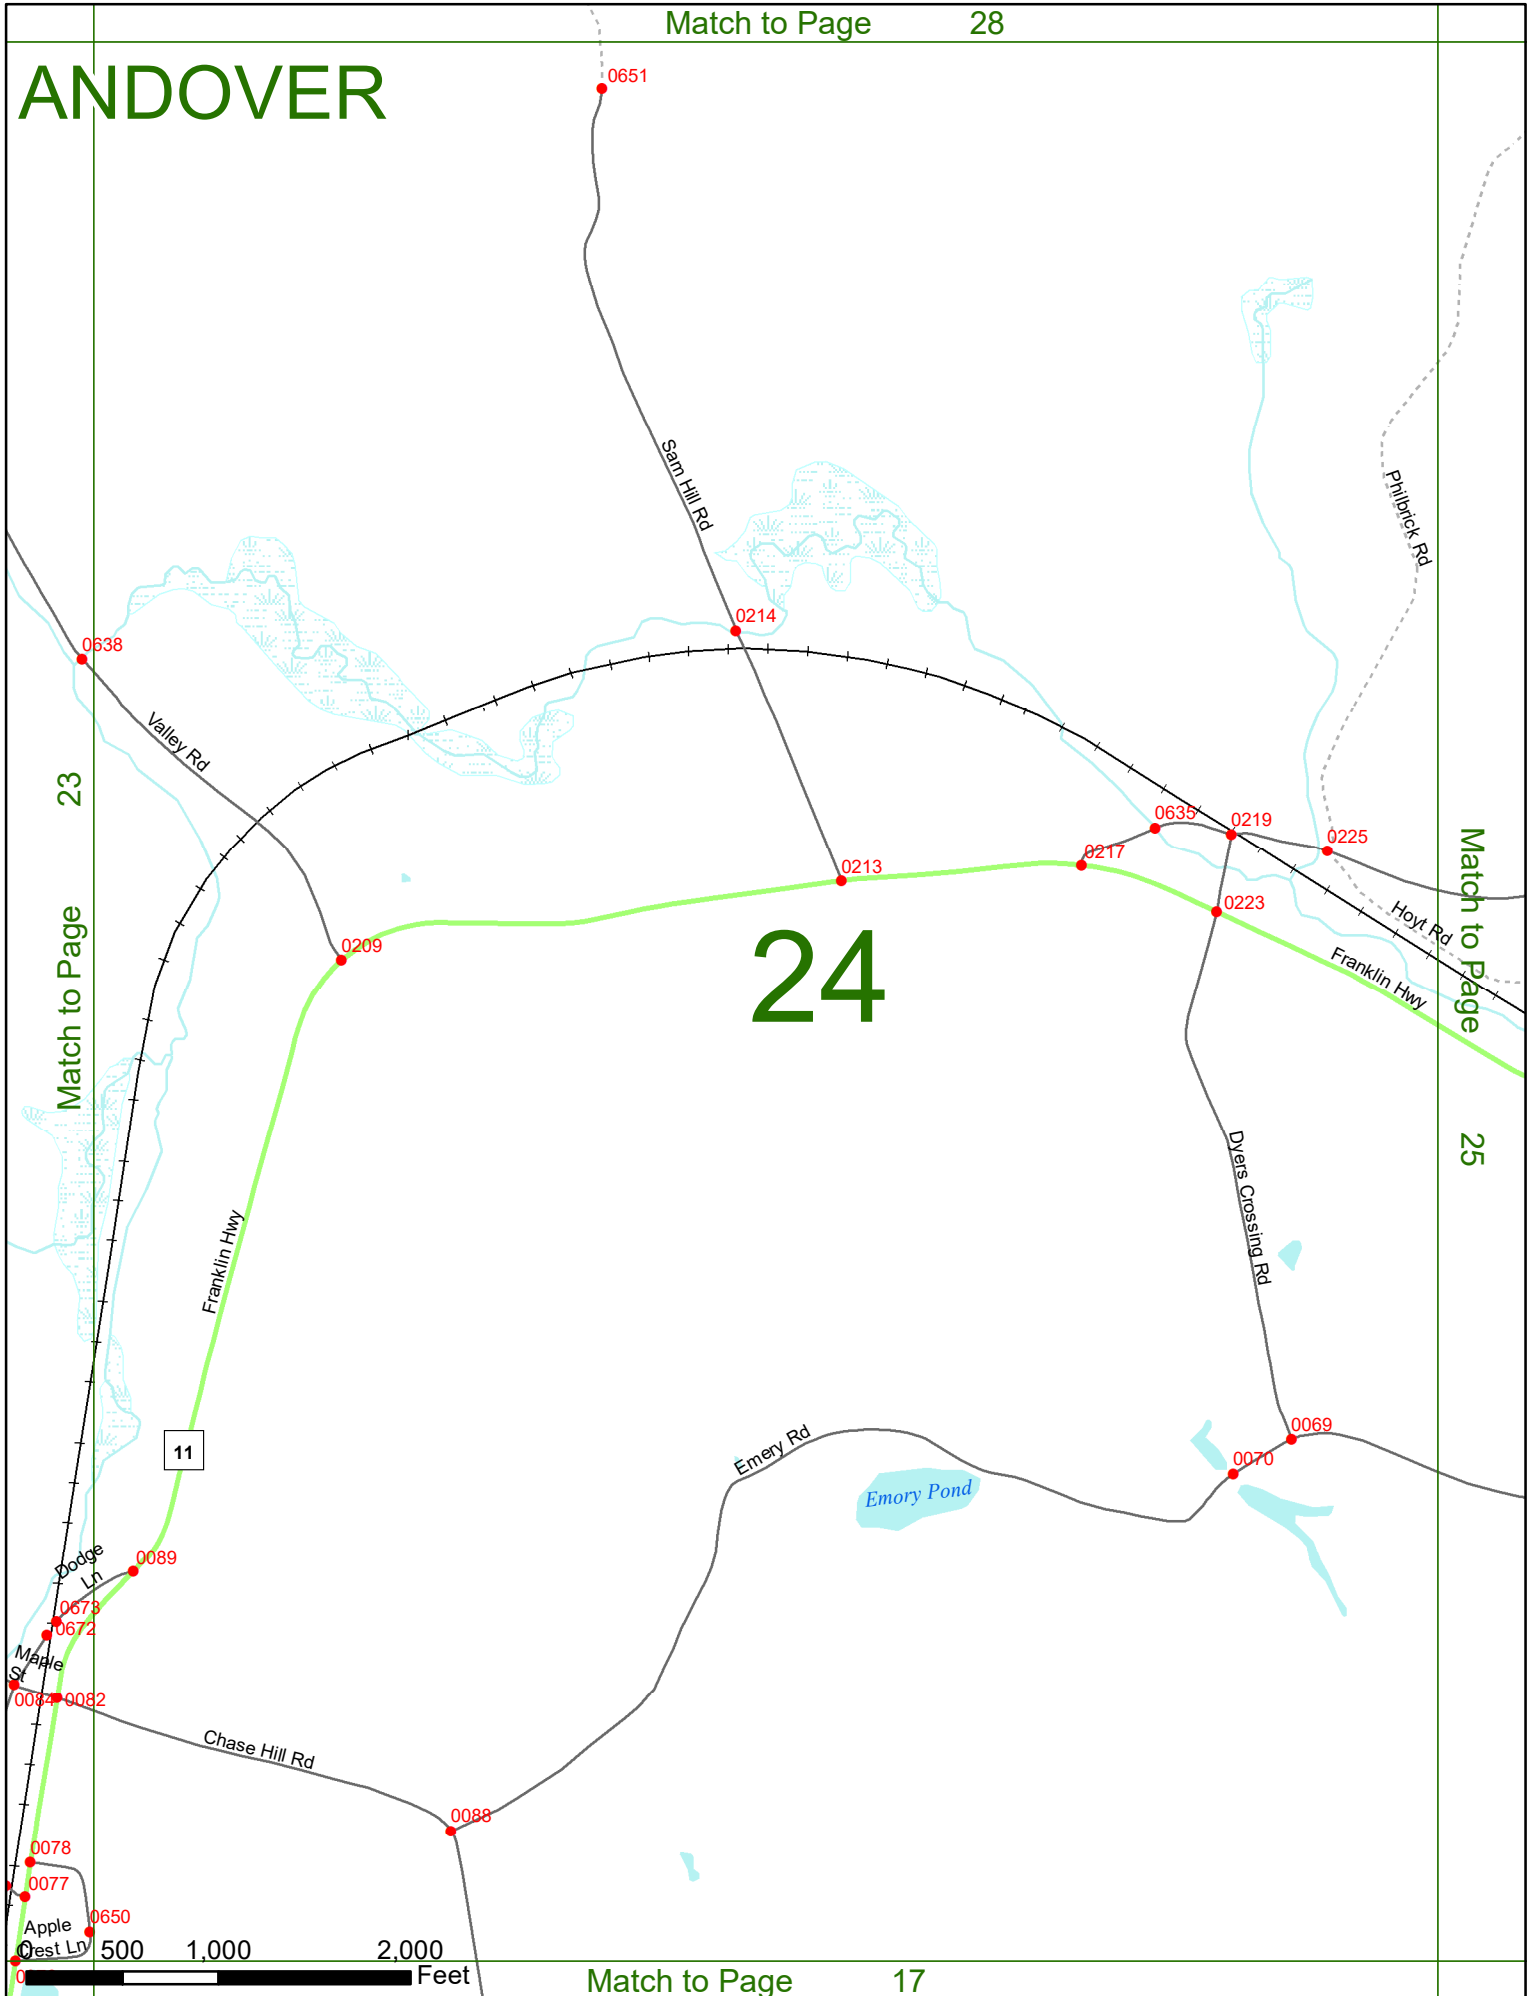 Match to Page 28
ANDOVER
0651
Sam Hill Rd
Philbrick Rd
0214
0638
Valley Rd
23
Match to Page
0635
0219
0225
0217
0213
0223
0209
24
Hoyt Rd
Franklin Hwy
Match to Page
25
Dyers Crossing Rd
Franklin Hwy
11
0069
0070
Emery Rd
Emory Pond
Dodge
Ln
0089
0673
0672
Maple
St
0084
0082
Chase Hill Rd
0088
0078
0077
0650
Apple
Crest Ln
0 500 1,000 2,000
Feet
Match to Page 17